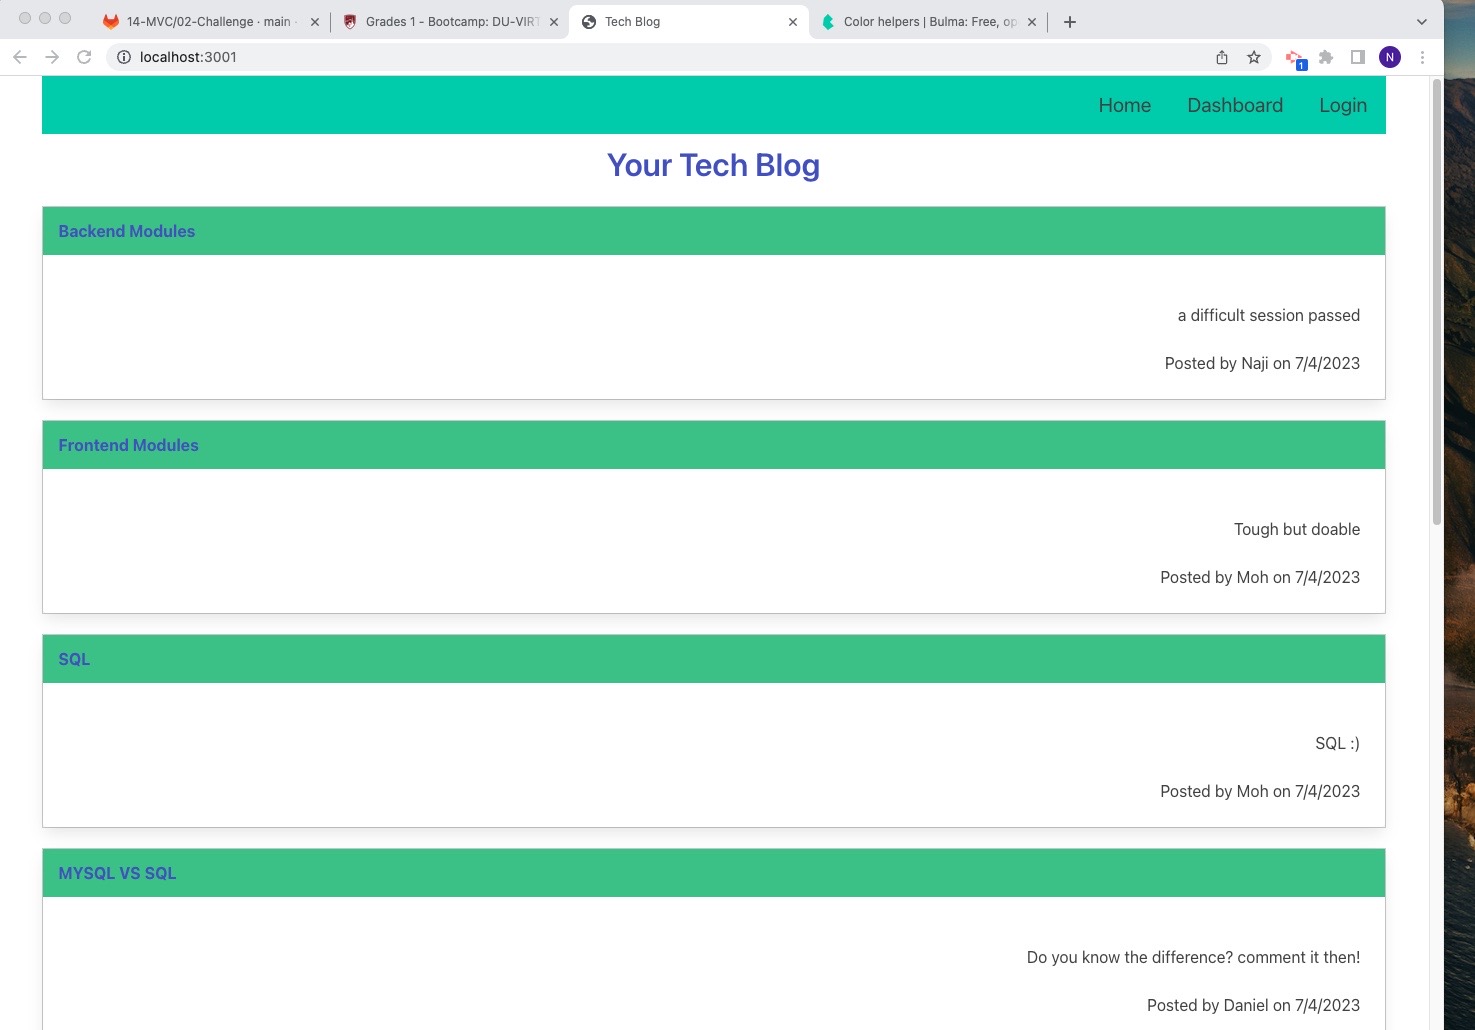 14-MVC/02-Challenge · main ·
Grades 1 - Bootcamp: DU-VIRT
Tech Blog
Color helpers | Bulma: Free, op
localhost:3001
1
N
Home Dashboard Login
Your Tech Blog
Backend Modules
a difficult session passed
Posted by Naji on 7/4/2023
Frontend Modules
Tough but doable
Posted by Moh on 7/4/2023
SQL
SQL :)
Posted by Moh on 7/4/2023
MYSQL VS SQL
Do you know the difference? comment it then!
Posted by Daniel on 7/4/2023